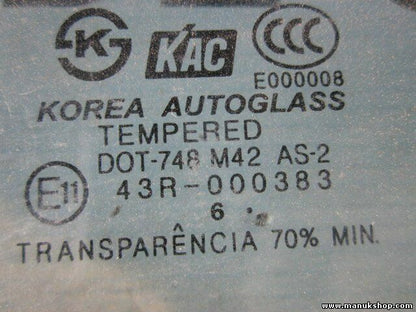 KS KAC CCC
E000008
KOREA AUTOGLASS
TEMPERED
DOT-748 M42 AS-2
E11 43R-000383
6
TRANSPARÊNCIA 70% MIN.
www.manukshop.com